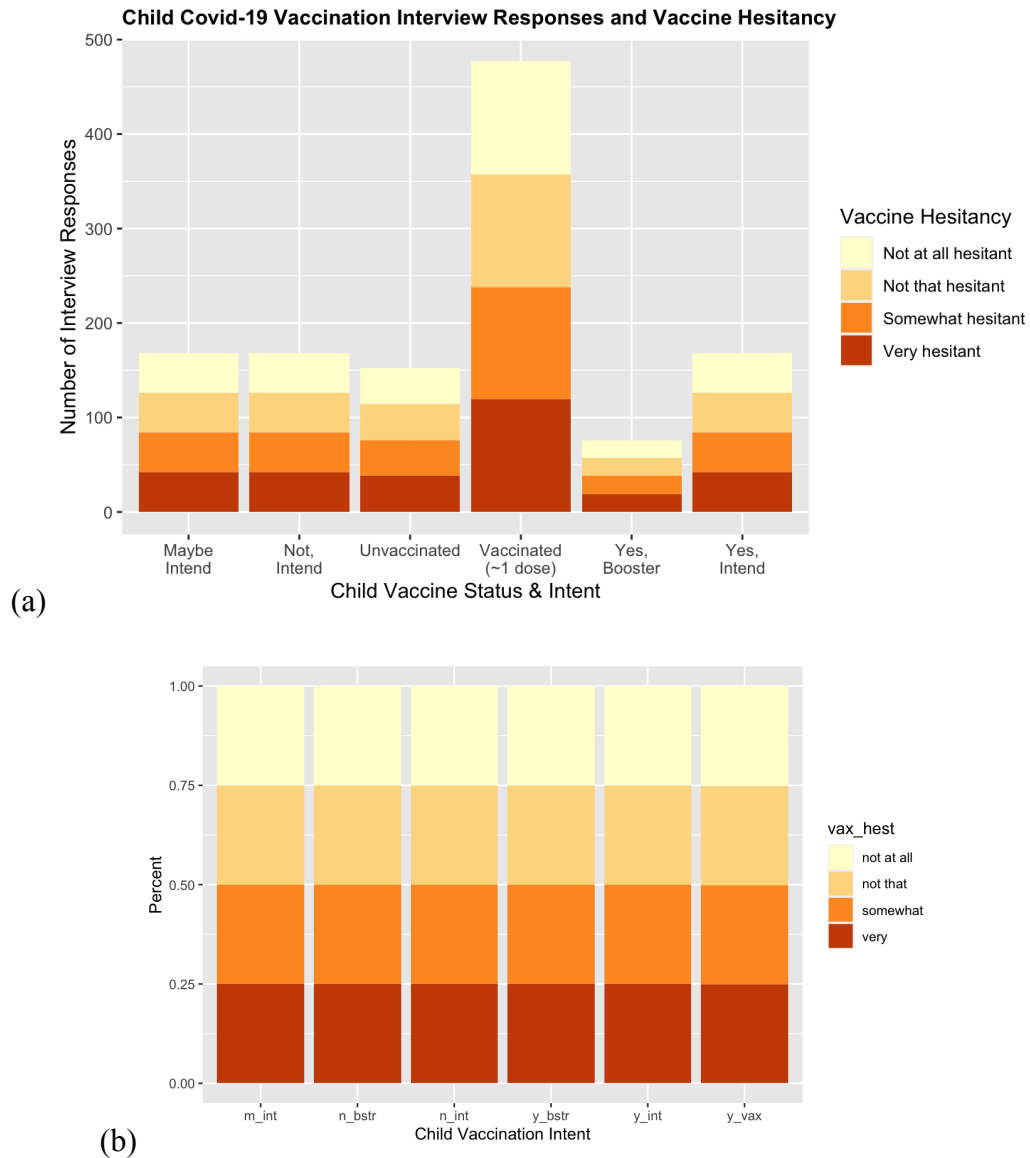 Child Covid-19 Vaccination Interview Responses and Vaccine Hesitancy
500
400
300
200
100
0
Number of Interview Responses
Maybe
Intend
Not,
Intend
Unvaccinated
Vaccinated
(~1 dose)
Yes,
Booster
Yes,
Intend
Child Vaccine Status & Intent
Vaccine Hesitancy
Not at all hesitant
Not that hesitant
Somewhat hesitant
Very hesitant
(a)
1.00
0.75
0.50
0.25
0.00
Percent
m_int
n_bstr
n_int
y_bstr
y_int
y_vax
Child Vaccination Intent
vax_hest
not at all
not that
somewhat
very
(b)